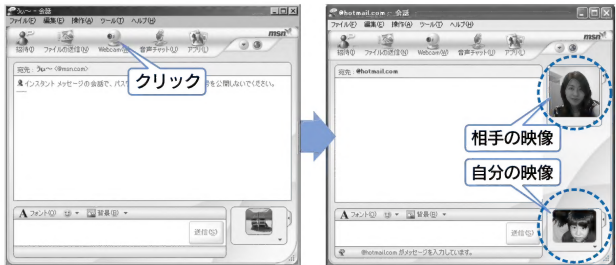 うぃ～ - 会話
ファイル(F) 編集(E) 操作(A) ツール(T) ヘルプ(H)
msn
招待(I) ファイルの送信(N) Webcam(W) 音声チャット(U) アプリ(L)
宛先: うぃ～ <@msn.com>
インスタント メッセージの会話で、パス
を公開しないでください。
クリック
フォント(O) 背景(B)
送信(S)
@hotmail.com - 会話
ファイル(F) 編集(E) 操作(A) ツール(T) ヘルプ(H)
msn
招待(I) ファイルの送信(N) Webcam(W) 音声チャット(U) アプリ(L)
宛先: @hotmail.com
相手の映像
自分の映像
フォント(O) 背景(B)
送信(S)
@hotmail.com がメッセージを入力しています。